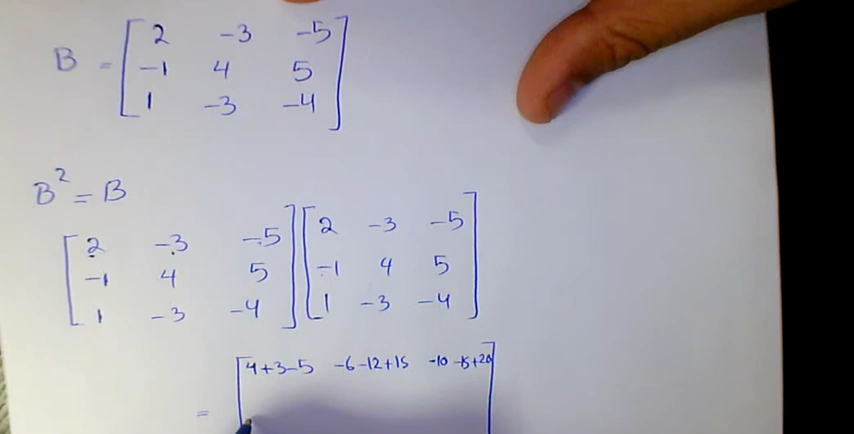 B = [2 -3 -5
-1 4 5
1 -3 -4]
B² = B
[2 -3 -5] [2 -3 -5]
[-1 4 5] [-1 4 5]
[1 -3 -4] [1 -3 -4]
= [4+3-5 -6-12+15 -10-15+20]